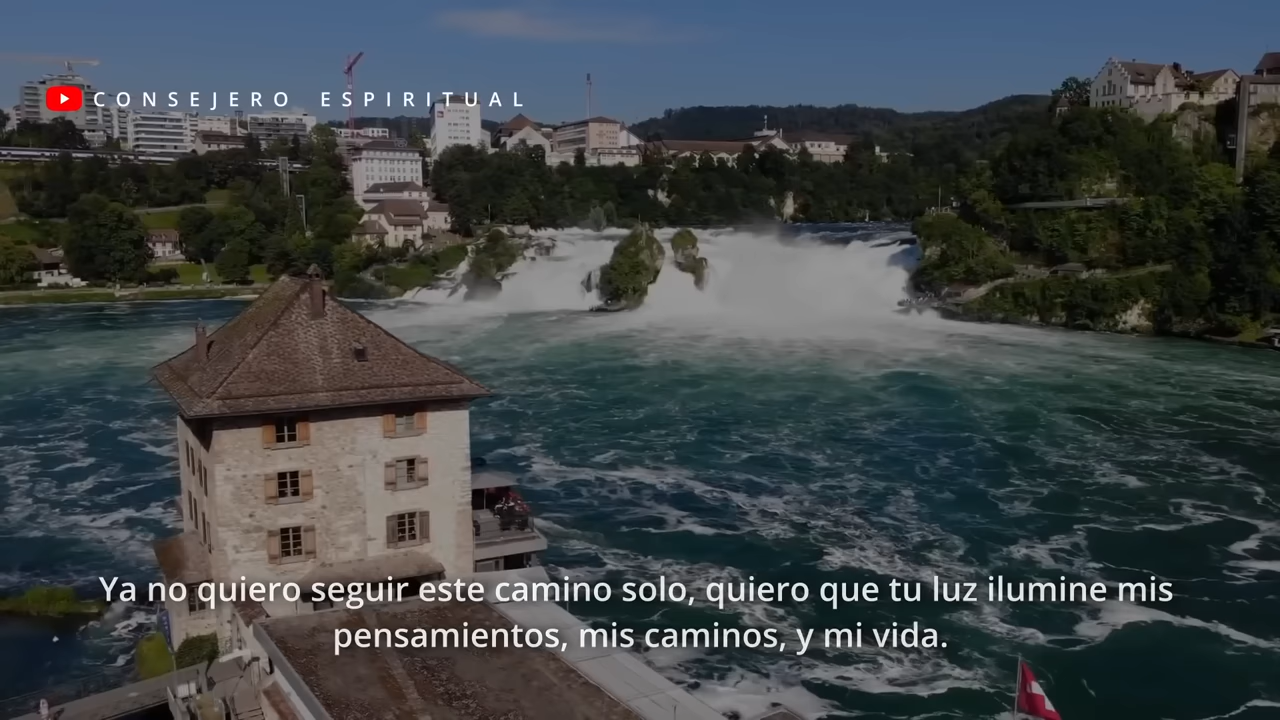 CONSEJERO ESPIRITUAL
Ya no quiero seguir este camino solo, quiero que tu luz ilumine mis
pensamientos, mis caminos, y mi vida.